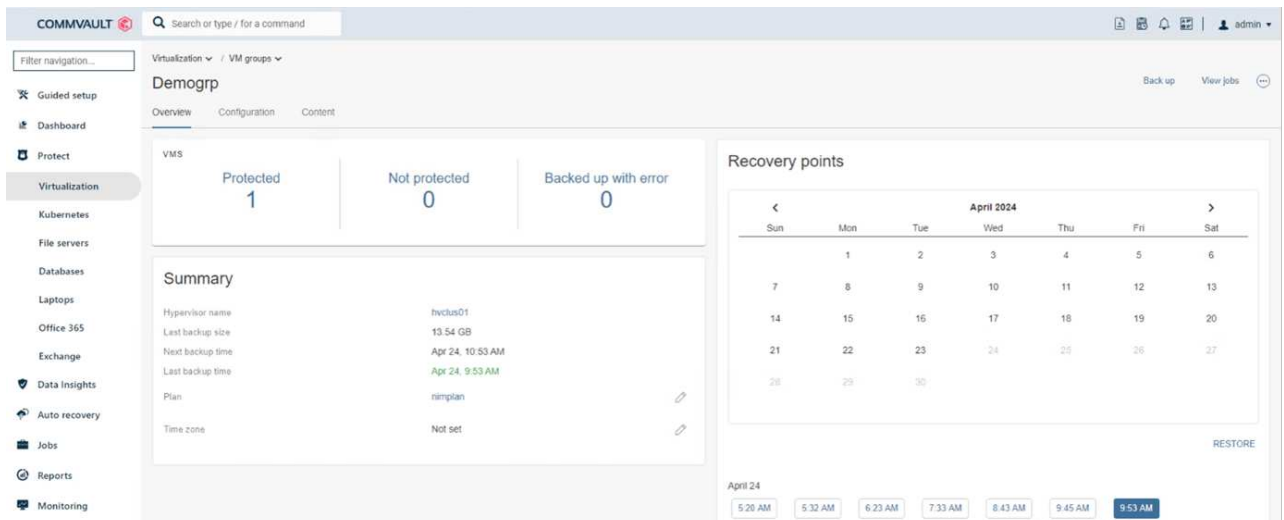 COMMVAULT
Search or type / for a command
admin
Filter navigation...
Guided setup
Dashboard
Protect
Virtualization
Kubernetes
File servers
Databases
Laptops
Office 365
Exchange
Data Insights
Auto recovery
Jobs
Reports
Monitoring
Virtualization / VM groups
Demogrp
Back up View jobs
Overview Configuration Content
VMS
Protected Not protected Backed up with error
1 0 0
Summary
Hypervisor name hvclus01
Last backup size 13.54 GB
Next backup time Apr 24, 10:53 AM
Last backup time Apr 24, 9:53 AM
Plan nimplan
Time zone Not set
Recovery points
< April 2024 >
Sun Mon Tue Wed Thu Fri Sat
1 2 3 4 5 6
7 8 9 10 11 12 13
14 15 16 17 18 19 20
21 22 23 24 25 26 27
28 29 30
RESTORE
April 24
5:20 AM 5:32 AM 6:23 AM 7:33 AM 8:43 AM 9:45 AM 9:53 AM